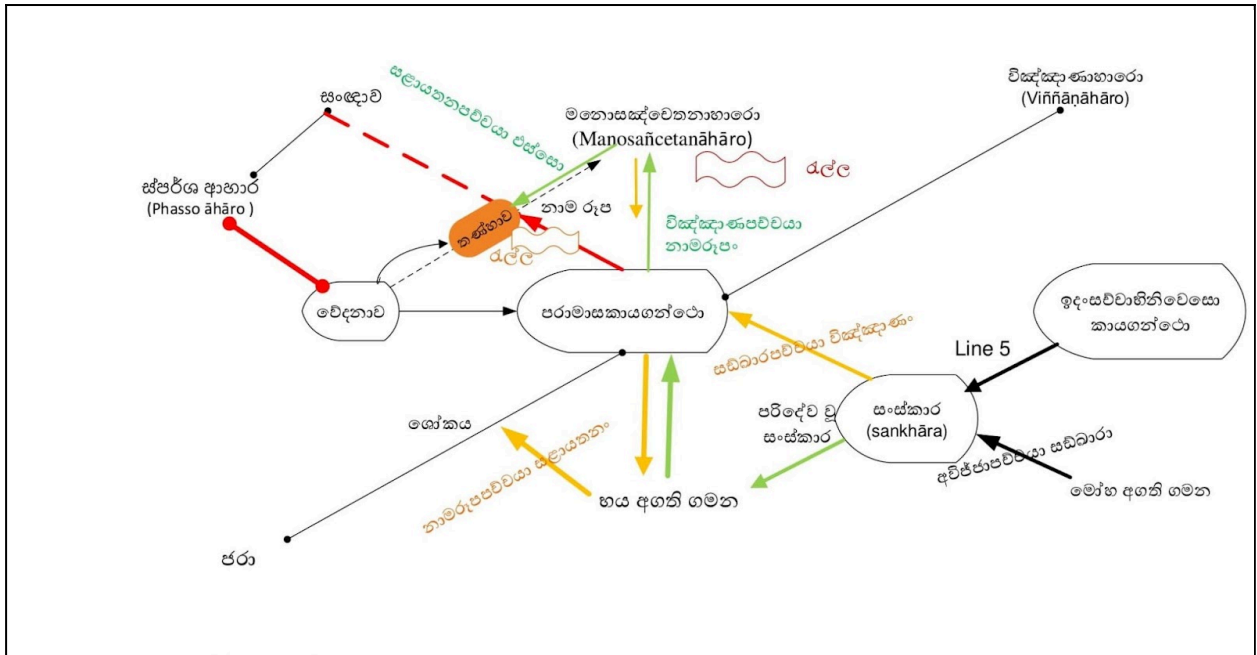 සළායතනපච්චයා ඵස්සො
සංඥාව
විඤ්ඤාණාහාරො
(Viññāṇāhāro)
මනොසඤ්චෙතනාහාරො
(Manosañcetanāhāro)
රැල්ල
ස්පර්ශ ආහාර
(Phasso āhāro )
නාම රූප
තණ්හාව
රැල්ල
විඤ්ඤාණපච්චයා
නාමරූපං
වේදනාව
පරාමාසකායගන්ථො
ඉදංසච්චාභිනිවෙසො
කායගන්ථො
සඞ්ඛාරපච්චයා විඤ්ඤාණං
Line 5
ශෝකය
පරිදේව වූ
සංස්කාර
සංස්කාර
(sankhāra)
නාමරූපපච්චයා සළායතනං
අවිජ්ජාපච්චයා සඞ්ඛාරා
භය අගති ගමන
මෝහ අගති ගමන
ජරා